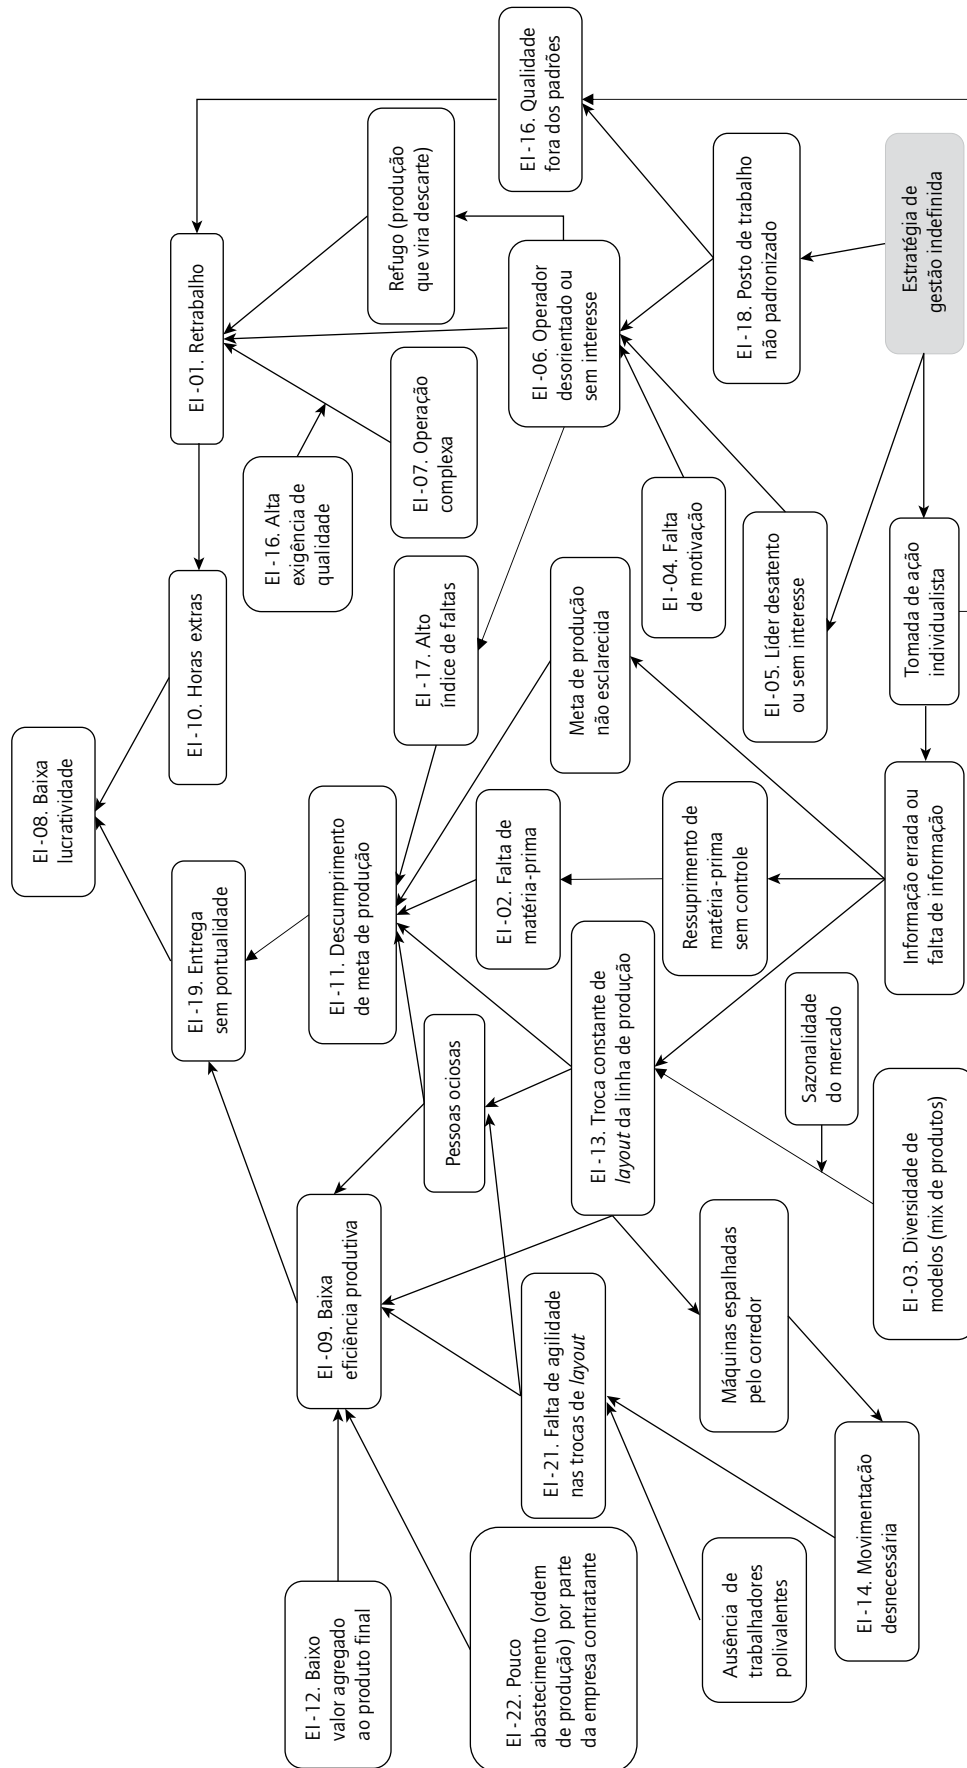 EI-08. Baixa
lucratividade
EI-19. Entrega
sem pontualidade
EI-10. Horas extras
EI-01. Retrabalho
EI-12. Baixo
valor agregado
ao produto final
EI-09. Baixa
eficiência produtiva
EI-11. Descumprimento
de meta de produção
EI-16. Alta
exigência de
qualidade
Refugo (produção
que vira descarte)
EI-16. Qualidade
fora dos padrões
EI-22. Pouco
abastecimento (ordem
de produção) por parte
da empresa contratante
EI-21. Falta de agilidade
nas trocas de layout
Pessoas ociosas
EI-02. Falta de
matéria-prima
EI-17. Alto
índice de faltas
EI-07. Operação
complexa
EI-06. Operador
desorientado ou
sem interesse
EI-13. Troca constante de
layout da linha de produção
Meta de produção
não esclarecida
Ressuprimento de
matéria-prima
sem controle
EI-04. Falta
de motivação
Ausência de
trabalhadores
polivalentes
Máquinas espalhadas
pelo corredor
EI-18. Posto de trabalho
não padronizado
EI-05. Líder desatento
ou sem interesse
Sazonalidade
do mercado
EI-14. Movimentação
desnecessária
EI-03. Diversidade de
modelos (mix de produtos)
Informação errada ou
falta de informação
Tomada de ação
individualista
Estratégia de
gestão indefinida